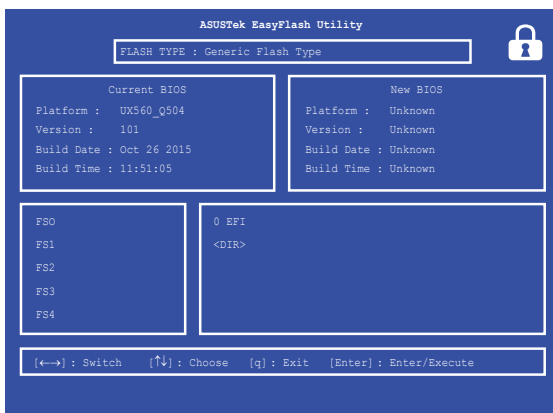 ASUSTek EasyFlash Utility
FLASH TYPE : Generic Flash Type
Current BIOS
Platform : UX560_Q504
Version : 101
Build Date : Oct 26 2015
Build Time : 11:51:05
New BIOS
Platform : Unknown
Version : Unknown
Build Date : Unknown
Build Time : Unknown
FS0
FS1
FS2
FS3
FS4
0 EFI
<DIR>
[←→] : Switch [↑↓] : Choose [q] : Exit [Enter] : Enter/Execute